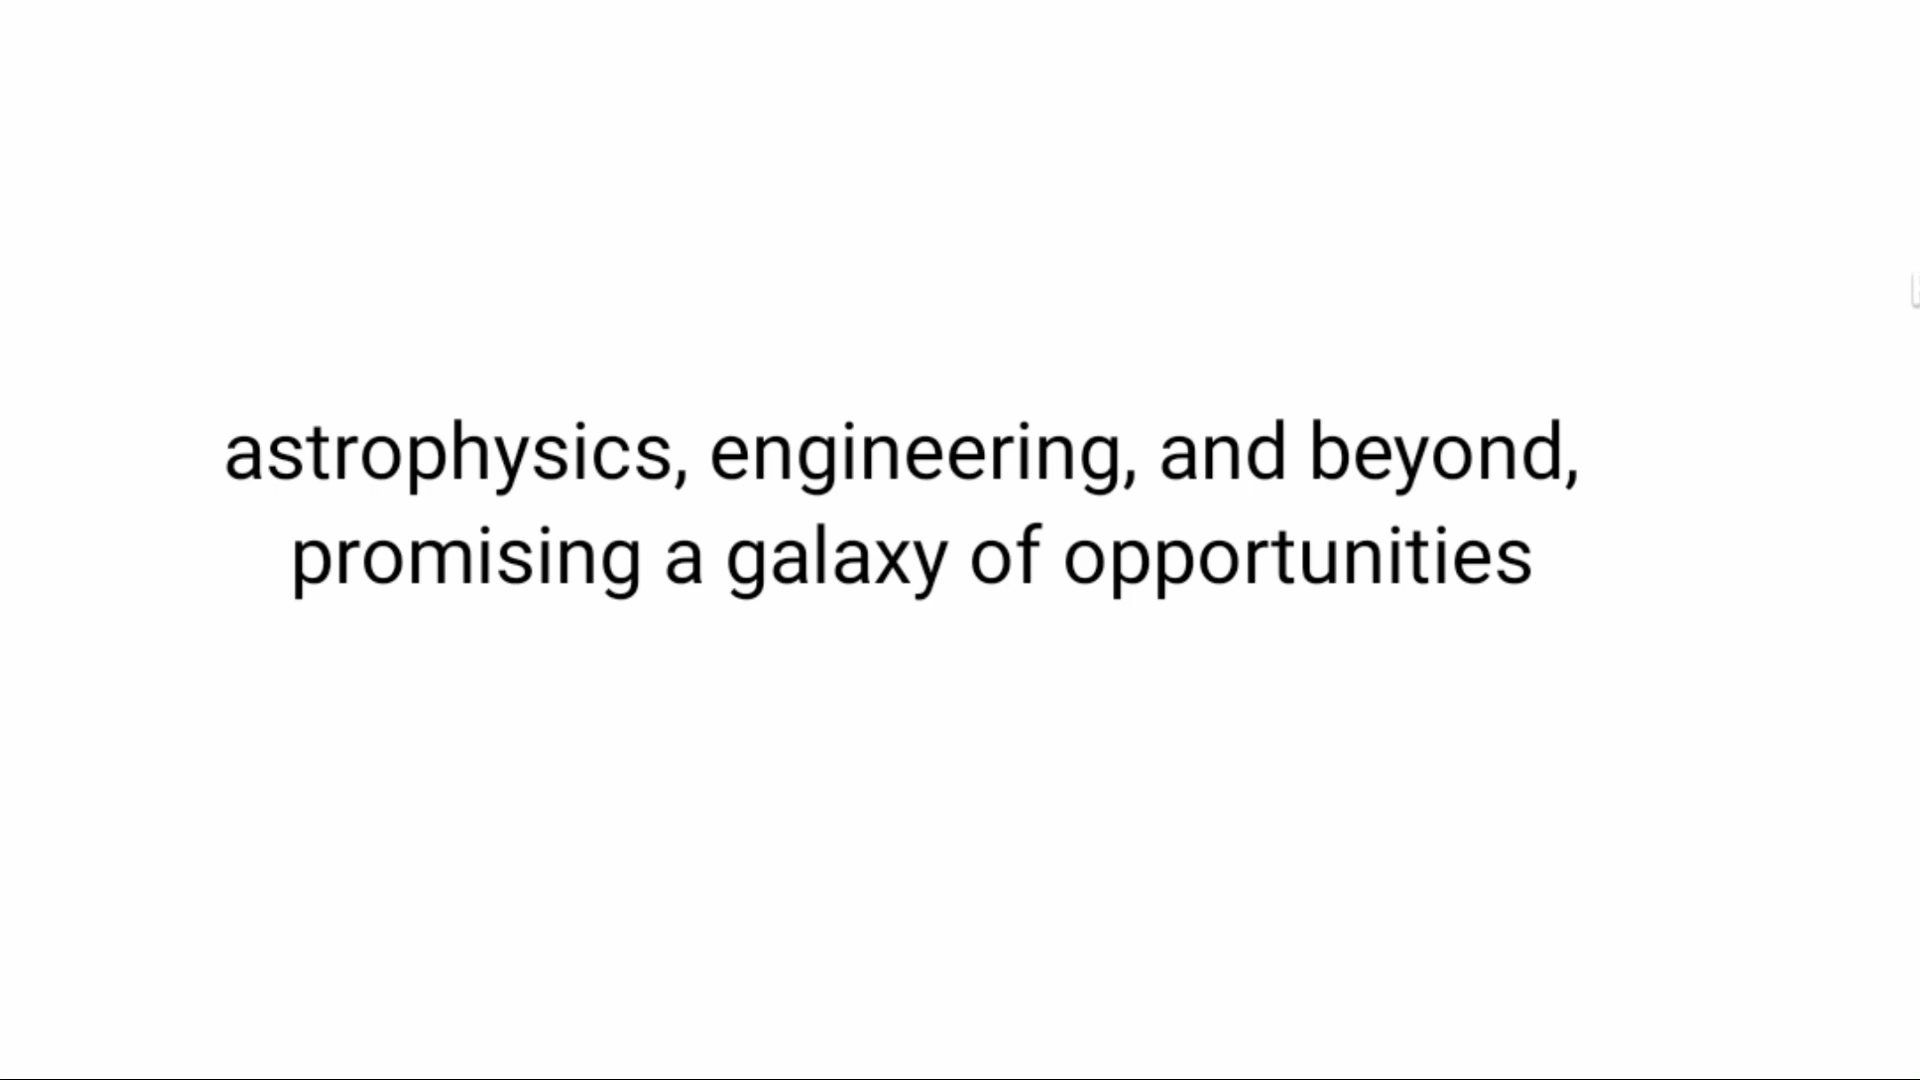 astrophysics, engineering, and beyond,
promising a galaxy of opportunities